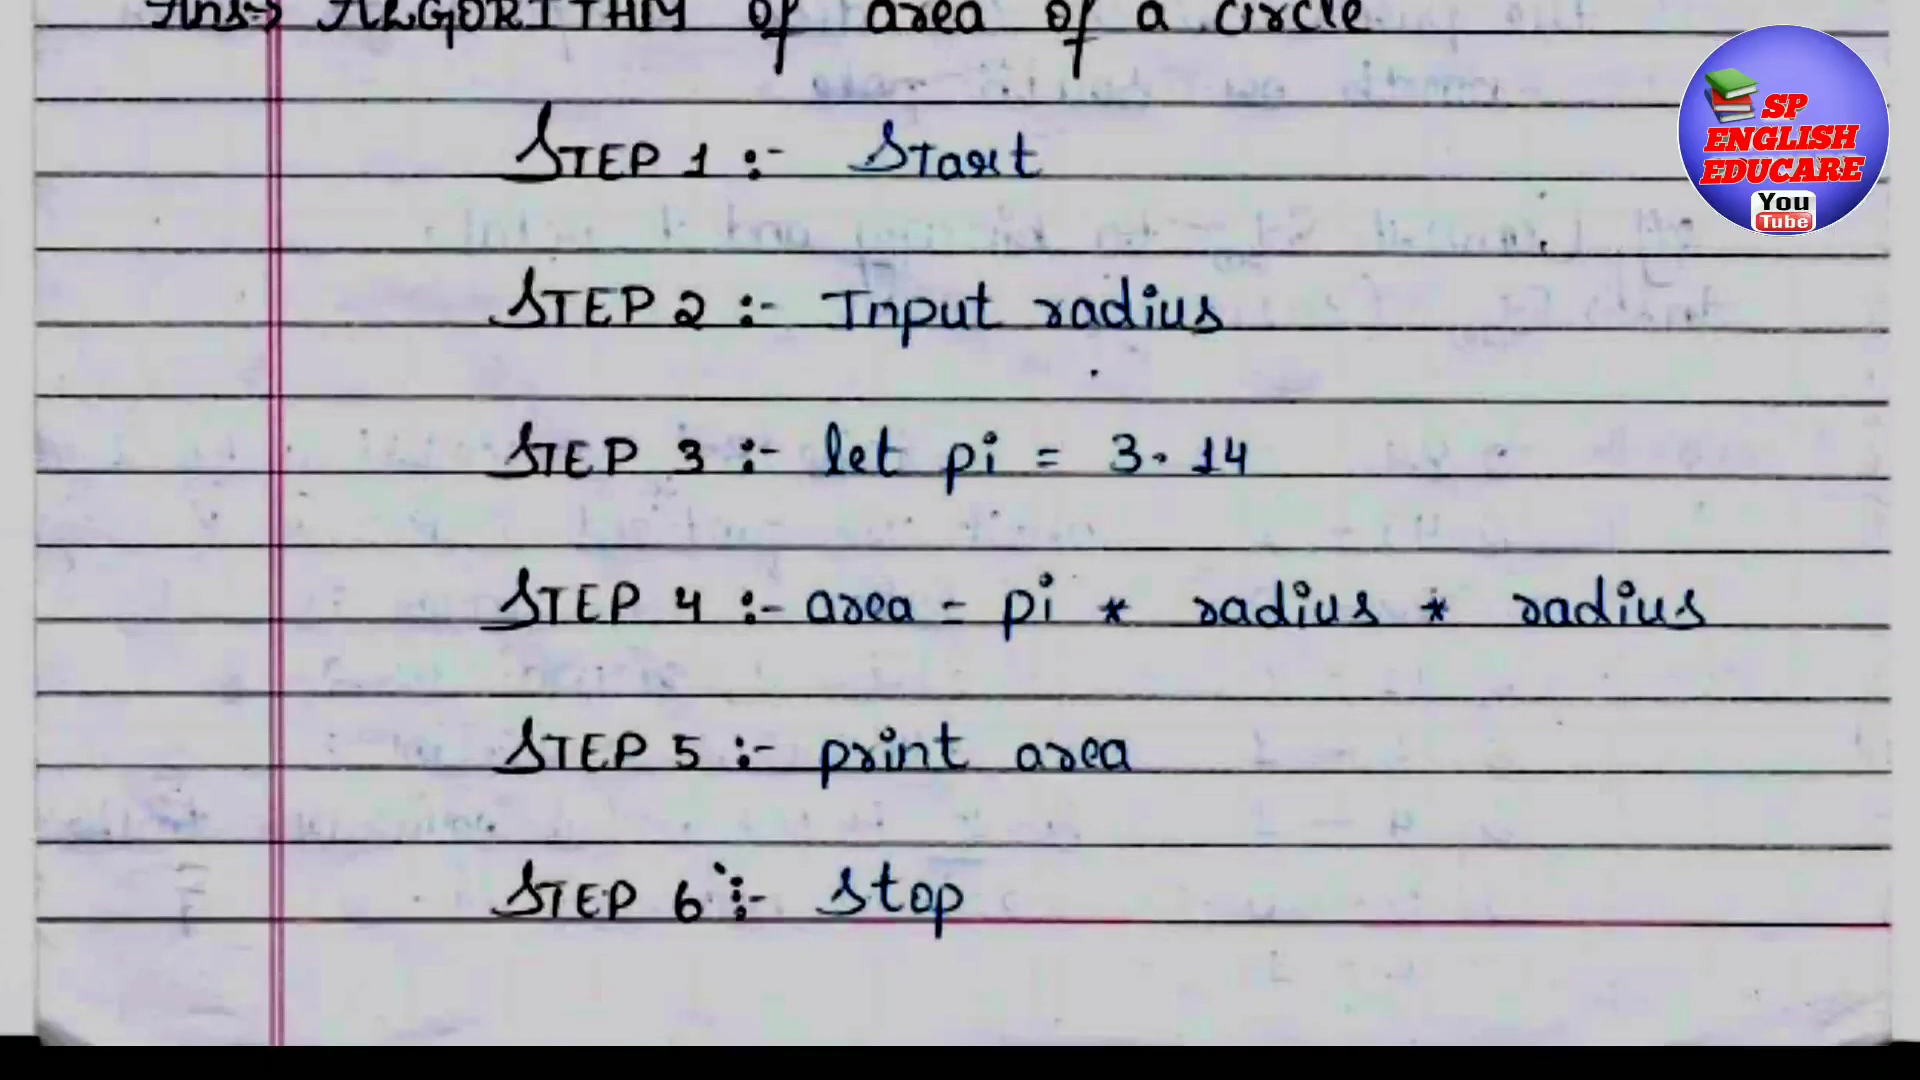 Ans:-> ALGORITHM of area of a circle
STEP 1 :- Start
STEP 2 :- Input radius
STEP 3 :- let pi = 3.14
STEP 4 :- area = pi * radius * radius
STEP 5 :- print area
STEP 6 :- Stop
SP
ENGLISH
EDUCARE
You
Tube